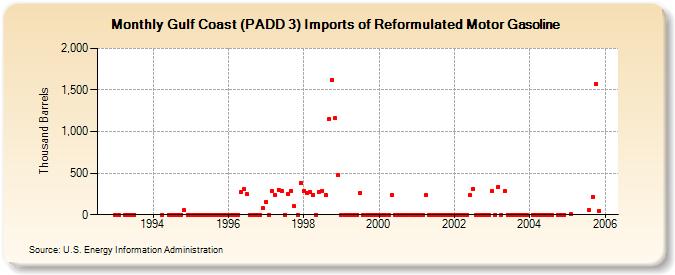 Monthly Gulf Coast (PADD 3) Imports of Reformulated Motor Gasoline
Thousand Barrels
2,000
1,500
1,000
500
0
1994 1996 1998 2000 2002 2004 2006
Source: U.S. Energy Information Administration